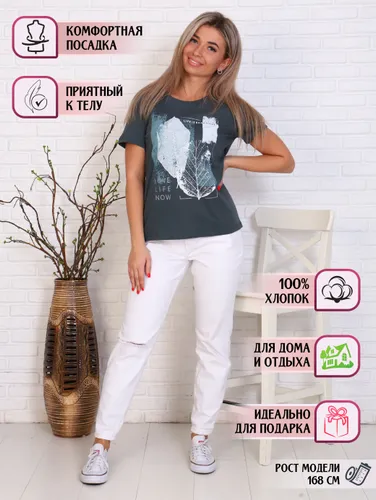 КОМФОРТНАЯ
ПОСАДКА
ПРИЯТНЫЙ
К ТЕЛУ
LIFE NOW
100%
ХЛОПОК
ДЛЯ ДОМА
И ОТДЫХА
ИДЕАЛЬНО
ДЛЯ ПОДАРКА
РОСТ МОДЕЛИ
168 СМ